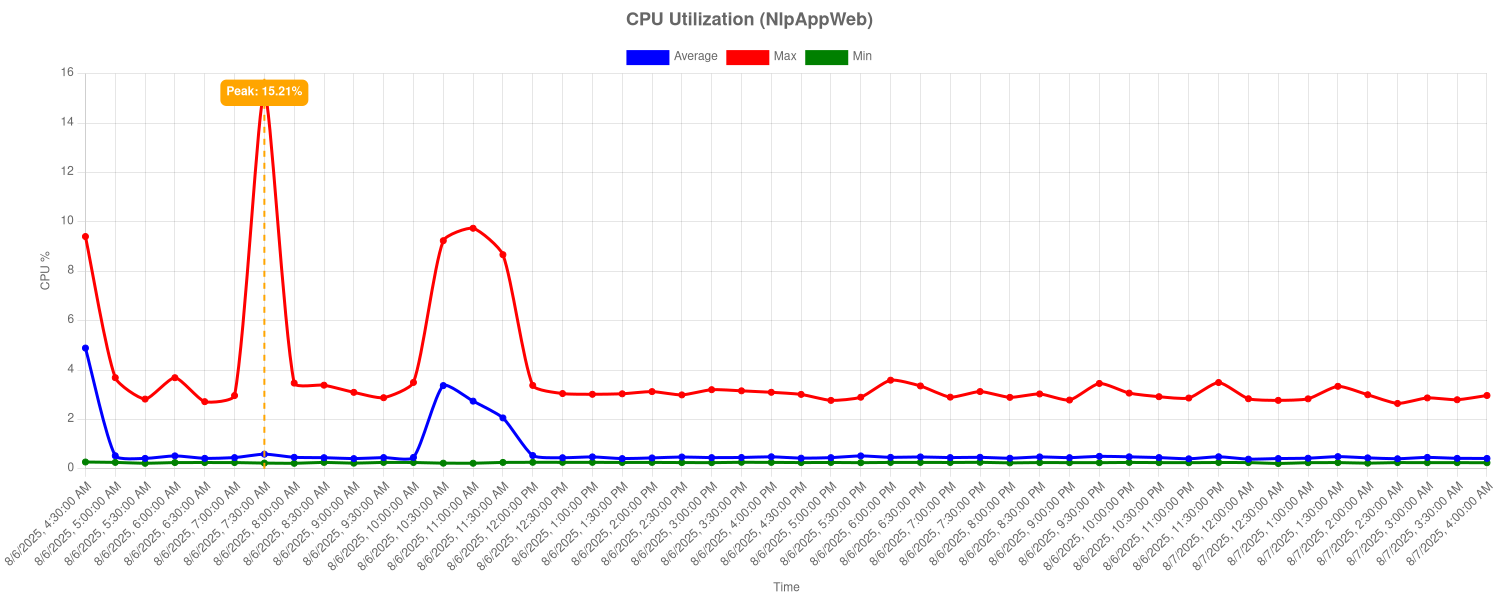 CPU Utilization (NlpAppWeb)
Average Max Min
Peak: 15.21%
16
14
12
10
8
6
4
2
0
CPU %
8/6/2025, 4:30:00 AM
8/6/2025, 5:00:00 AM
8/6/2025, 5:30:00 AM
8/6/2025, 6:00:00 AM
8/6/2025, 6:30:00 AM
8/6/2025, 7:00:00 AM
8/6/2025, 7:30:00 AM
8/6/2025, 8:00:00 AM
8/6/2025, 8:30:00 AM
8/6/2025, 9:00:00 AM
8/6/2025, 9:30:00 AM
8/6/2025, 10:00:00 AM
8/6/2025, 10:30:00 AM
8/6/2025, 11:00:00 AM
8/6/2025, 11:30:00 AM
8/6/2025, 12:00:00 PM
8/6/2025, 12:30:00 PM
8/6/2025, 1:00:00 PM
8/6/2025, 1:30:00 PM
8/6/2025, 2:00:00 PM
8/6/2025, 2:30:00 PM
8/6/2025, 3:00:00 PM
8/6/2025, 3:30:00 PM
8/6/2025, 4:00:00 PM
8/6/2025, 4:30:00 PM
8/6/2025, 5:00:00 PM
8/6/2025, 5:30:00 PM
8/6/2025, 6:00:00 PM
8/6/2025, 6:30:00 PM
8/6/2025, 7:00:00 PM
8/6/2025, 7:30:00 PM
8/6/2025, 8:00:00 PM
8/6/2025, 8:30:00 PM
8/6/2025, 9:00:00 PM
8/6/2025, 9:30:00 PM
8/6/2025, 10:00:00 PM
8/6/2025, 10:30:00 PM
8/6/2025, 11:00:00 PM
8/6/2025, 11:30:00 PM
8/7/2025, 12:00:00 AM
8/7/2025, 12:30:00 AM
8/7/2025, 1:00:00 AM
8/7/2025, 1:30:00 AM
8/7/2025, 2:00:00 AM
8/7/2025, 2:30:00 AM
8/7/2025, 3:00:00 AM
8/7/2025, 3:30:00 AM
8/7/2025, 4:00:00 AM
Time